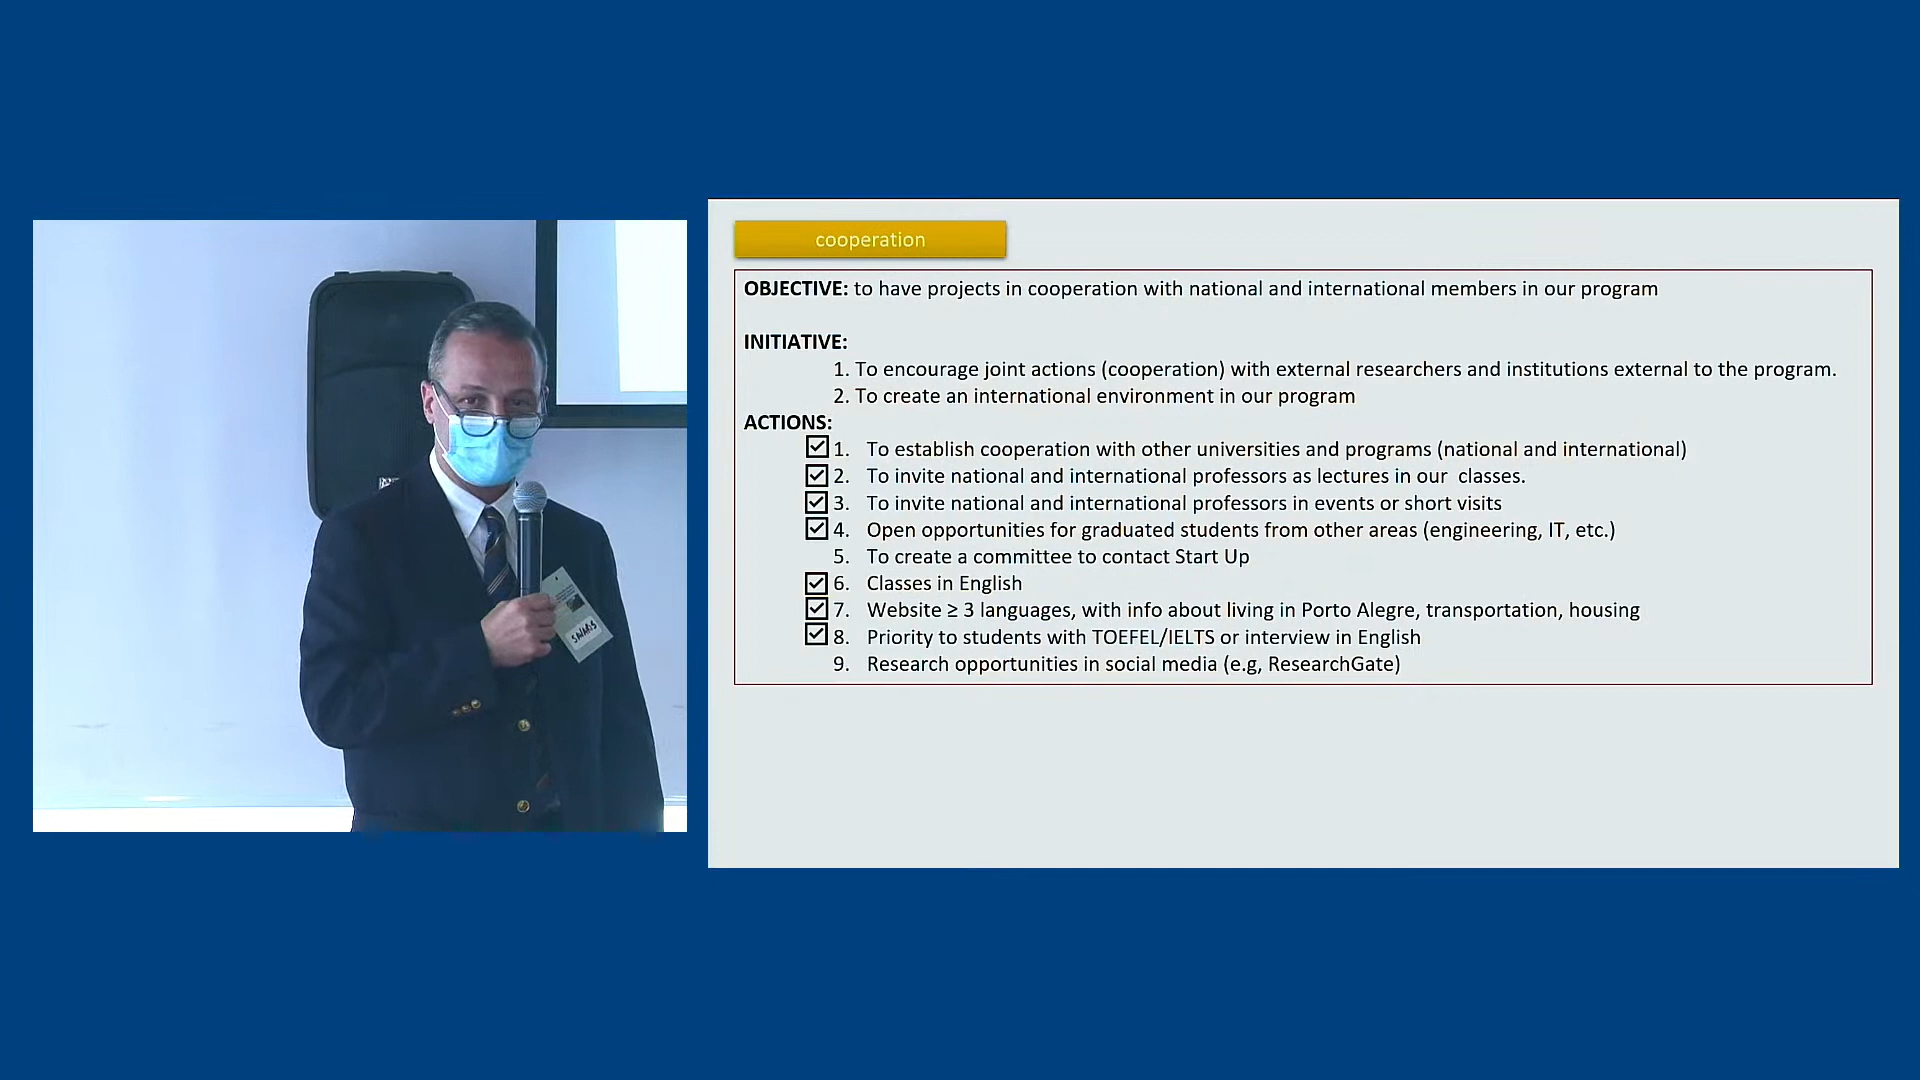 cooperation
OBJECTIVE: to have projects in cooperation with national and international members in our program
INITIATIVE:
1. To encourage joint actions (cooperation) with external researchers and institutions external to the program.
2. To create an international environment in our program
ACTIONS:
1. To establish cooperation with other universities and programs (national and international)
2. To invite national and international professors as lectures in our classes.
3. To invite national and international professors in events or short visits
4. Open opportunities for graduated students from other areas (engineering, IT, etc.)
5. To create a committee to contact Start Up
6. Classes in English
7. Website ≥ 3 languages, with info about living in Porto Alegre, transportation, housing
8. Priority to students with TOEFEL/IELTS or interview in English
9. Research opportunities in social media (e.g, ResearchGate)